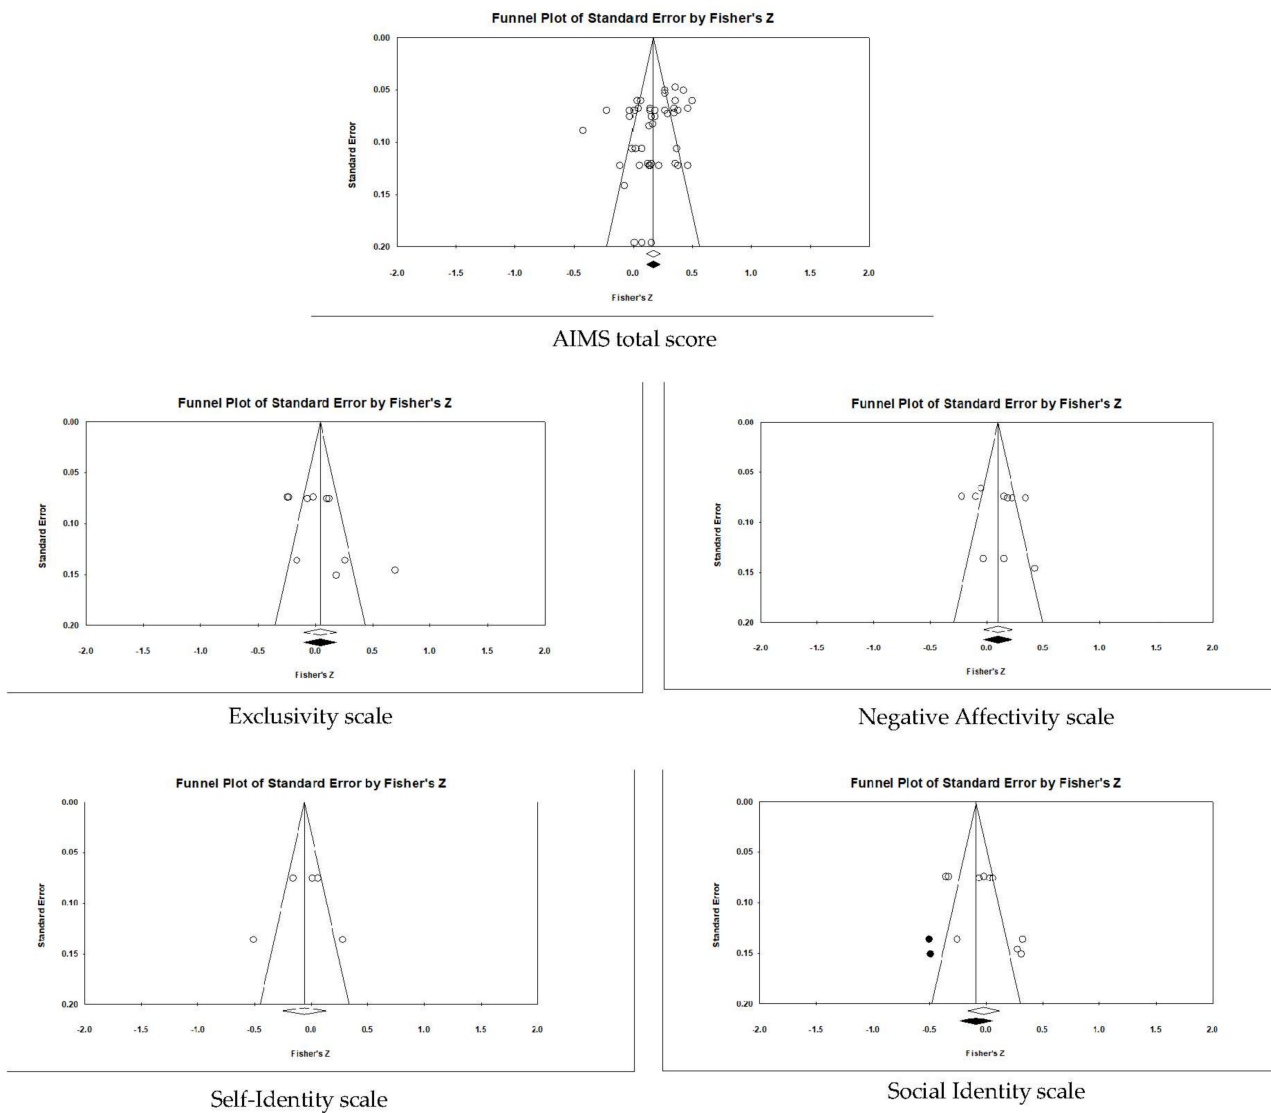 Funnel Plot of Standard Error by Fisher's Z
0.00
0.05
0.10
0.15
0.20
Standard Error
-2.0 -1.5 -1.0 -0.5 0.0 0.5 1.0 1.5 2.0
Fisher's Z
AIMS total score
Funnel Plot of Standard Error by Fisher's Z
0.00
0.05
0.10
0.15
0.20
Standard Error
-2.0 -1.5 -1.0 -0.5 0.0 0.5 1.0 1.5 2.0
Fisher's Z
Exclusivity scale
Funnel Plot of Standard Error by Fisher's Z
0.00
0.05
0.10
0.15
0.20
Standard Error
-2.0 -1.5 -1.0 -0.5 0.0 0.5 1.0 1.5 2.0
Fisher's Z
Negative Affectivity scale
Funnel Plot of Standard Error by Fisher's Z
0.00
0.05
0.10
0.15
0.20
Standard Error
-2.0 -1.5 -1.0 -0.5 0.0 0.5 1.0 1.5 2.0
Fisher's Z
Self-Identity scale
Funnel Plot of Standard Error by Fisher's Z
0.00
0.05
0.10
0.15
0.20
Standard Error
-2.0 -1.5 -1.0 -0.5 0.0 0.5 1.0 1.5 2.0
Fisher's Z
Social Identity scale